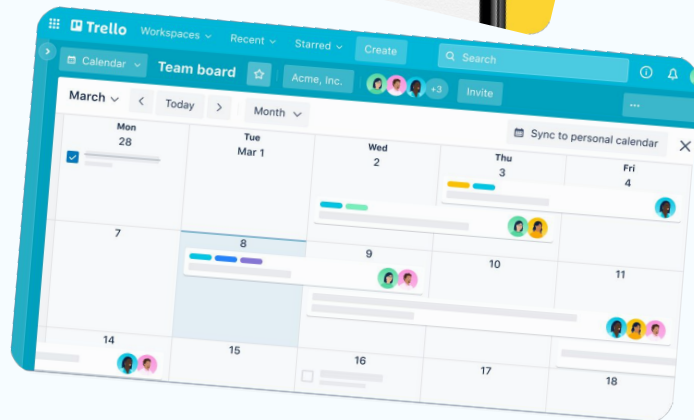 Trello Workspaces Recent Starred Create Search
Calendar Team board Acme, Inc. +3 Invite ...
March Today Month Sync to personal calendar
Mon Tue Wed Thu Fri
28 Mar 1 2 3 4
7 8 9 10 11
14 15 16 17 18